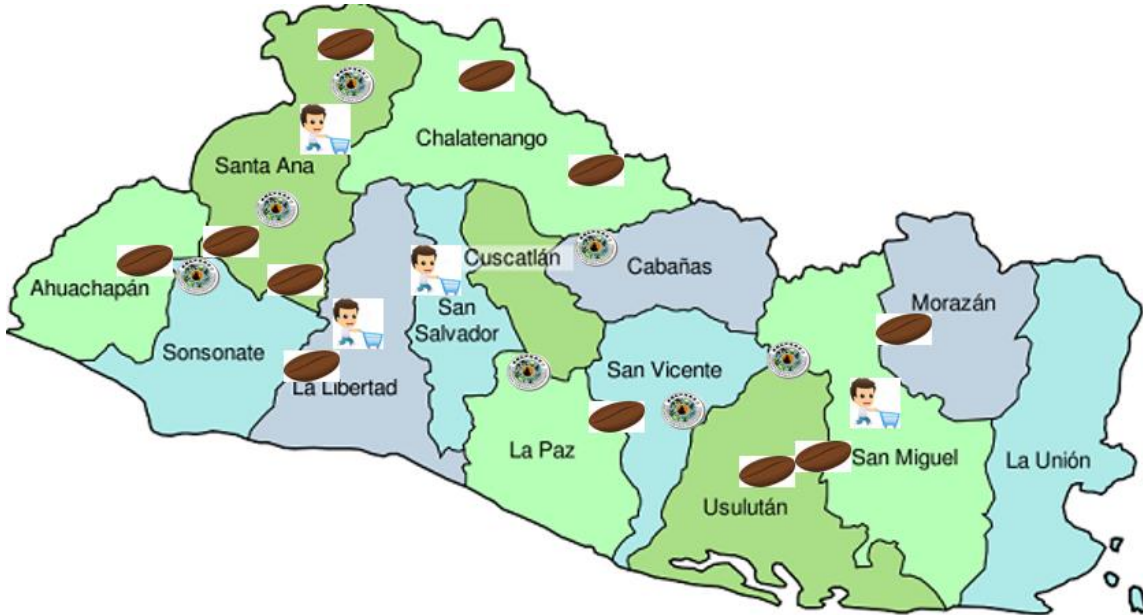 Chalatenango
Santa Ana
Cuscatlán
Cabañas
Ahuachapán
Morazán
San
Salvador
Sonsonate
San Vicente
La Libertad
La Paz
San Miguel
La Unión
Usulután